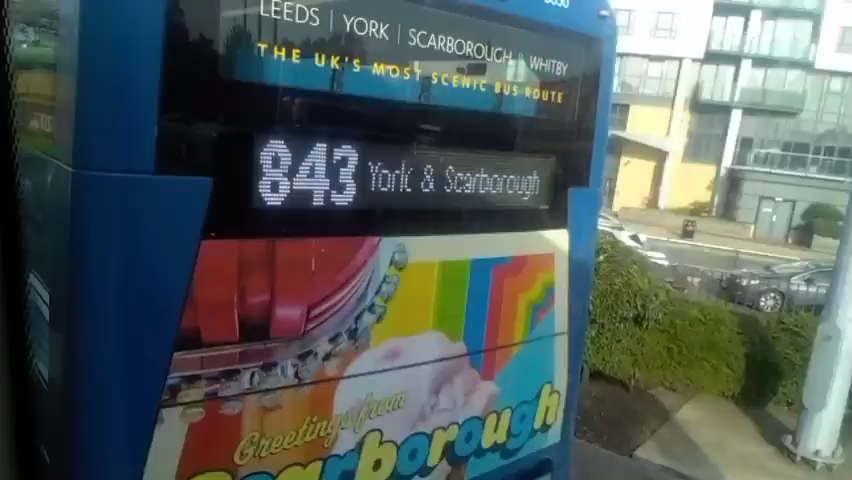 LEEDS | YORK | SCARBOROUGH & WHITBY
THE UK'S MOST SCENIC BUS ROUTE
843 York & Scarborough
Greetings from
Scarborough